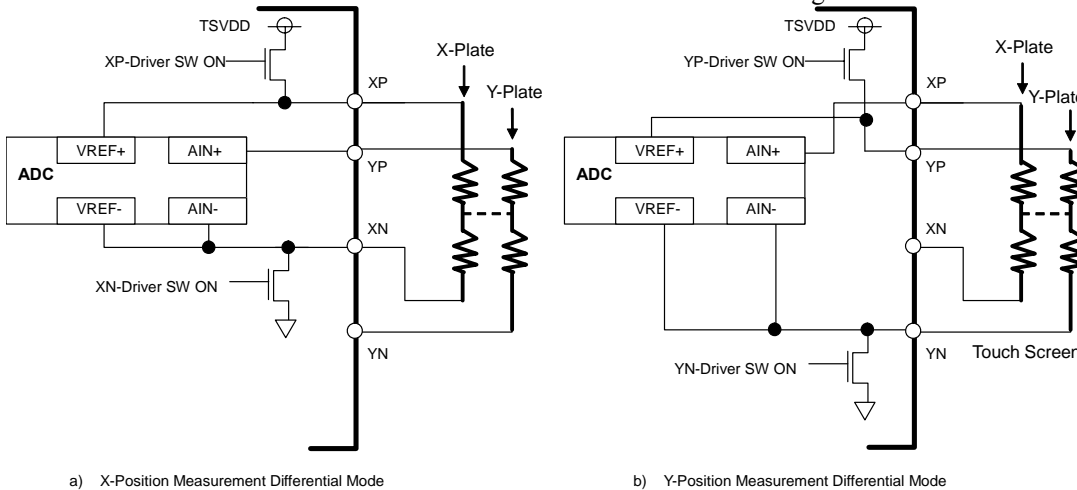 TSVDD
XP-Driver SW ON
X-Plate
XP
Y-Plate
VREF+
AIN+
YP
ADC
VREF-
AIN-
XN
XN-Driver SW ON
YN
a) X-Position Measurement Differential Mode
TSVDD
YP-Driver SW ON
X-Plate
XP
Y-Plate
VREF+
AIN+
YP
ADC
VREF-
AIN-
XN
YN
Touch Screen
YN-Driver SW ON
b) Y-Position Measurement Differential Mode